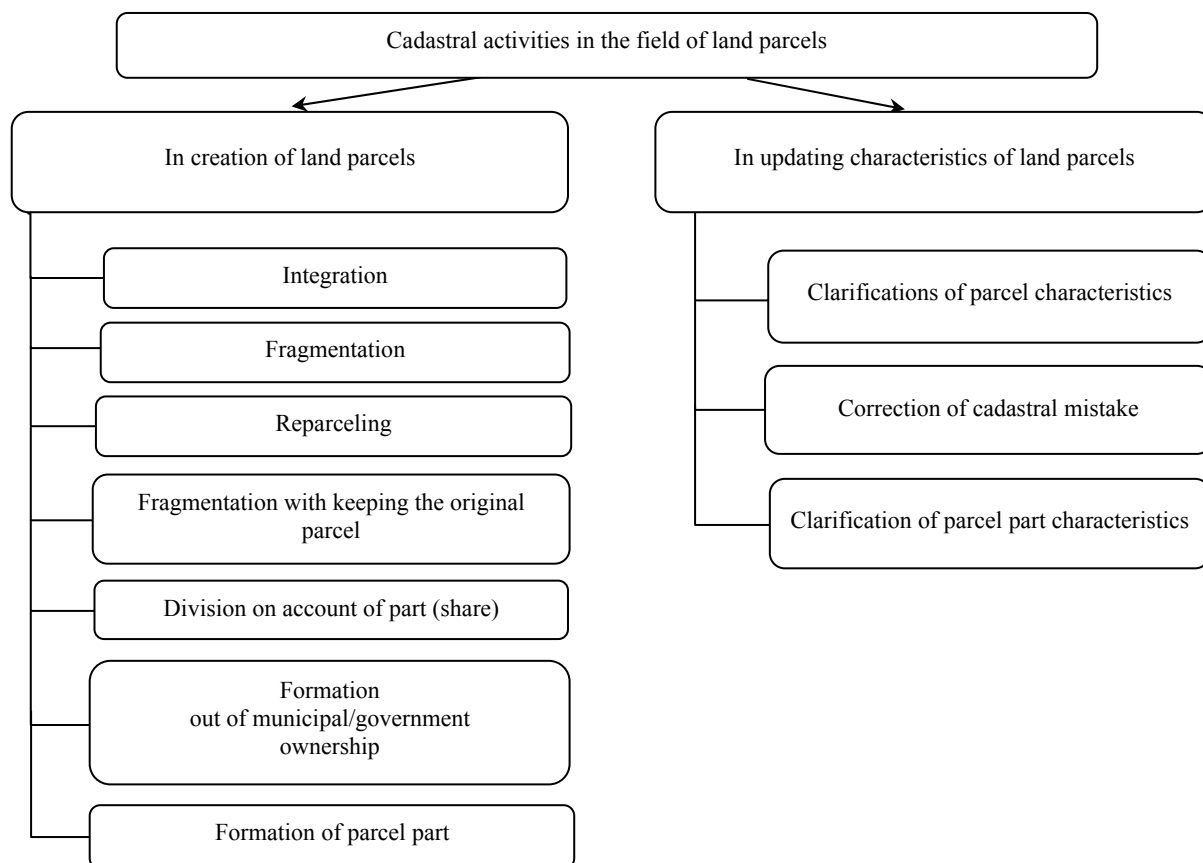 Cadastral activities in the field of land parcels
In creation of land parcels
Integration
Fragmentation
Reparceling
Fragmentation with keeping the original
parcel
Division on account of part (share)
Formation
out of municipal/government
ownership
Formation of parcel part
In updating characteristics of land parcels
Clarifications of parcel characteristics
Correction of cadastral mistake
Clarification of parcel part characteristics